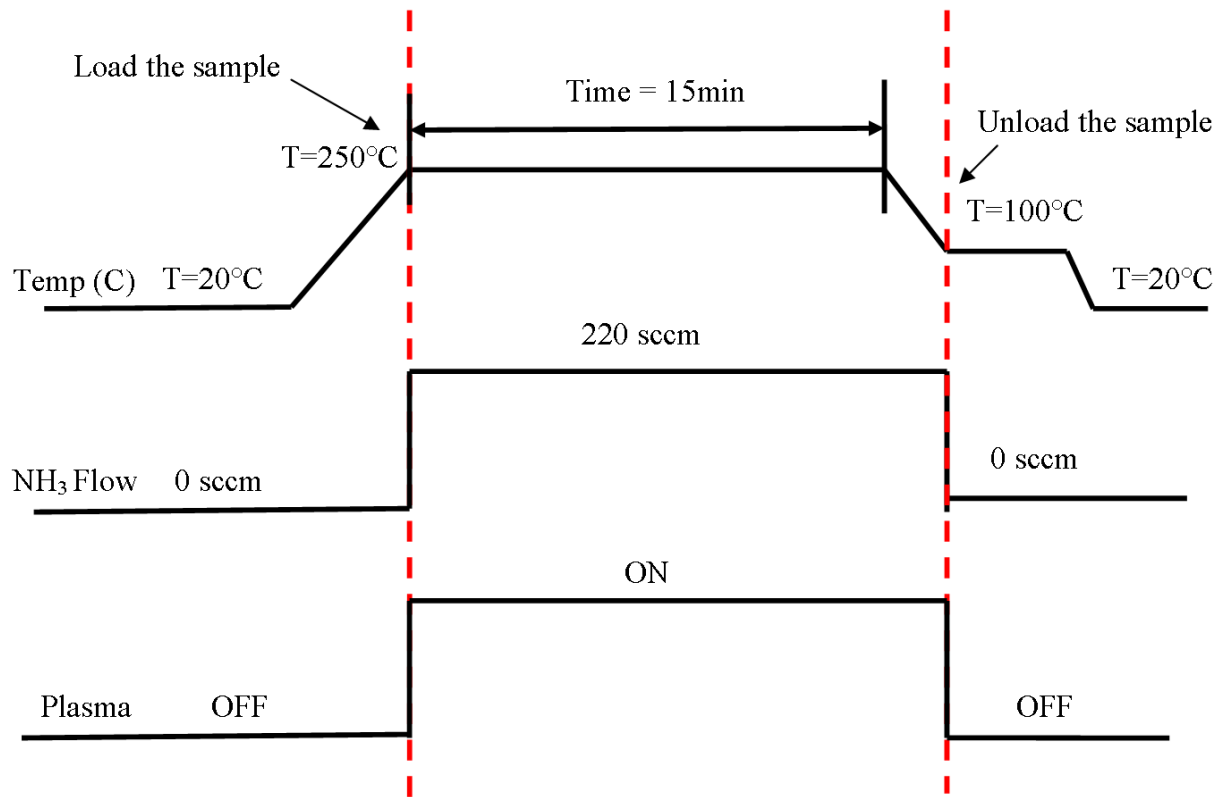 Load the sample
Time = 15min
Unload the sample
T=250°C
T=100°C
Temp (C) T=20°C
T=20°C
220 sccm
NH₃ Flow 0 sccm
0 sccm
ON
Plasma OFF
OFF